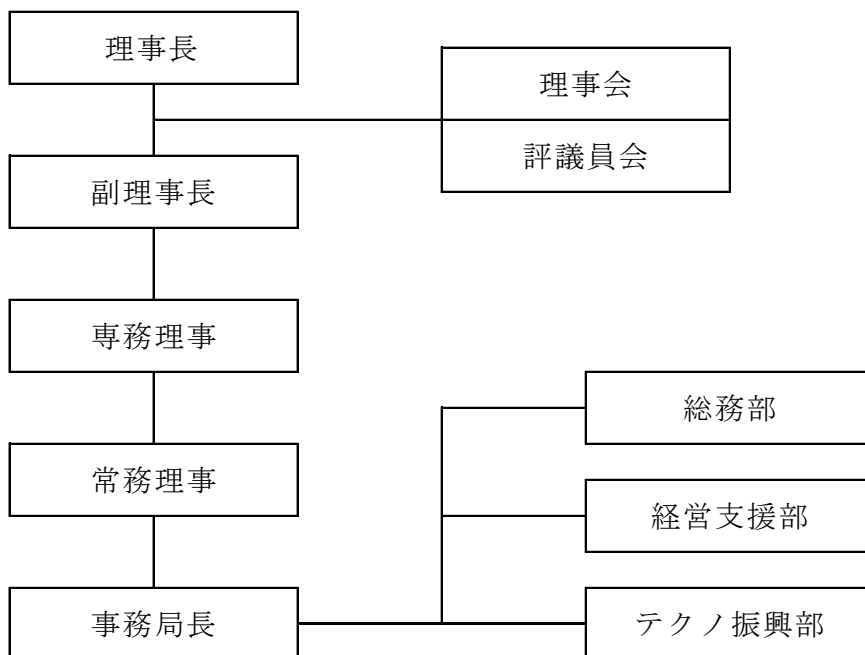 理事長
理事会
評議員会
副理事長
専務理事
常務理事
事務局長
総務部
経営支援部
テクノ振興部